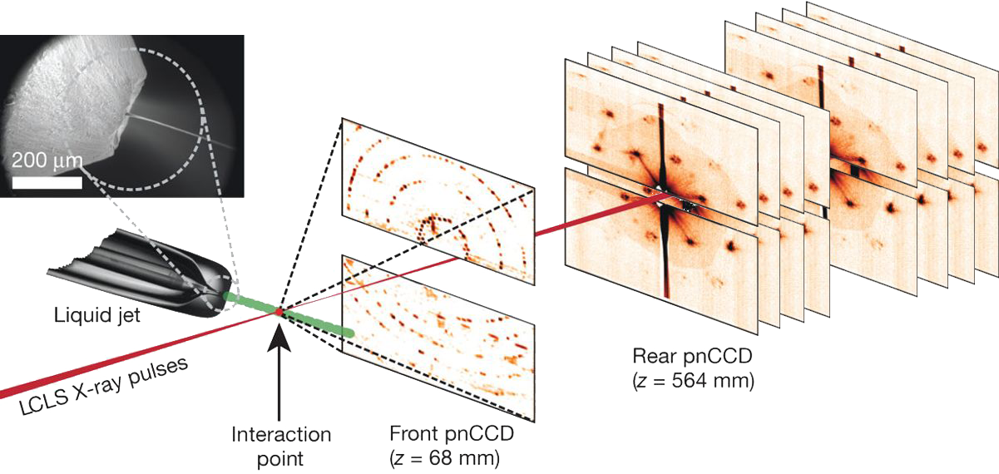 200 μm
Liquid jet
LCLS X-ray pulses
Interaction
point
Front pnCCD
(z = 68 mm)
Rear pnCCD
(z = 564 mm)